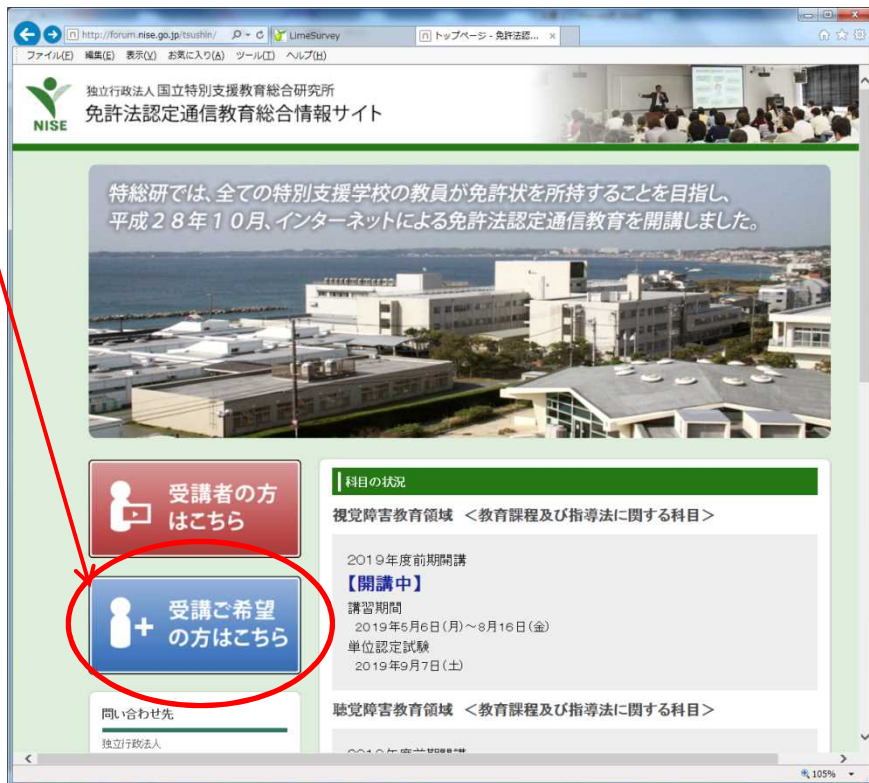 http://forum.nise.go.jp/tsushin/
LimeSurvey
トップページ - 免許法認...
ファイル(F) 編集(E) 表示(V) お気に入り(A) ツール(T) ヘルプ(H)
NISE
独立行政法人 国立特別支援教育総合研究所
免許法認定通信教育総合情報サイト
特総研では、全ての特別支援学校の教員が免許状を所持することを目指し、
平成28年10月、インターネットによる免許法認定通信教育を開講しました。
受講者の方
はこちら
受講ご希望
の方はこちら
問い合わせ先
独立行政法人
科目の状況
視覚障害教育領域 <教育課程及び指導法に関する科目>
2019年度前期開講
【開講中】
講習期間
2019年5月6日(月)~8月16日(金)
単位認定試験
2019年9月7日(土)
聴覚障害教育領域 <教育課程及び指導法に関する科目>
105%